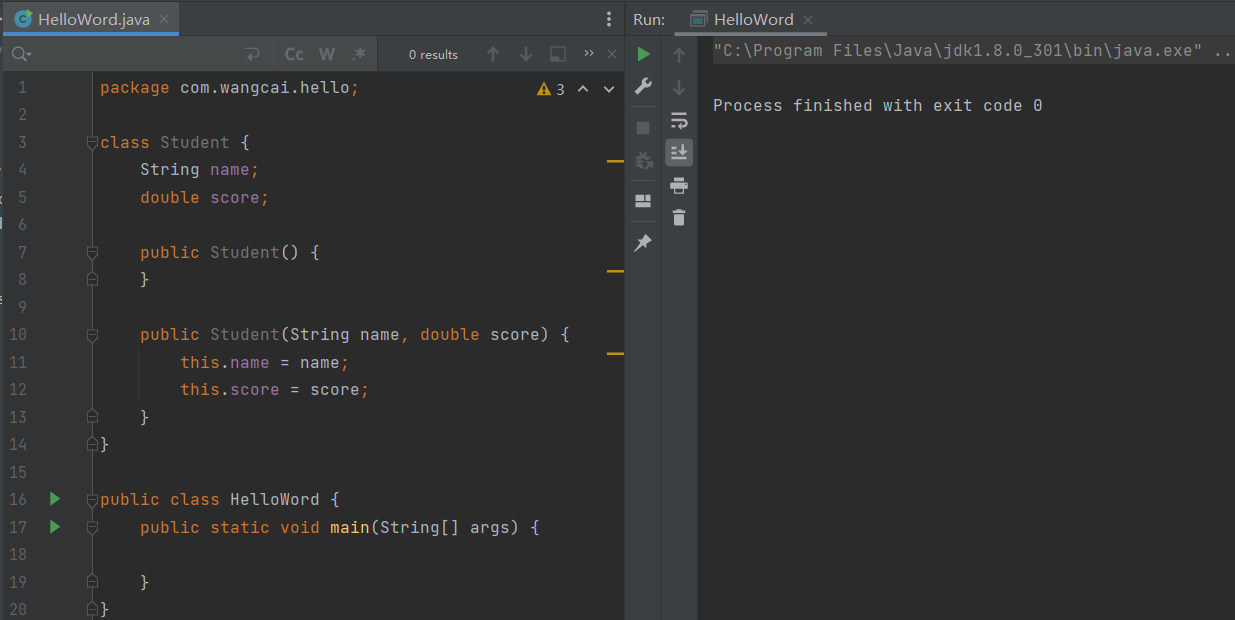 HelloWord.java
Run:
HelloWord
Cc
W
.*
0 results
"C:\Program Files\Java\jdk1.8.0_301\bin\java.exe" ..
Process finished with exit code 0
3
1 package com.wangcai.hello;
2
3 class Student {
4 String name;
5 double score;
6
7 public Student() {
8 }
9
10 public Student(String name, double score) {
11 this.name = name;
12 this.score = score;
13 }
14 }
15
16 public class HelloWord {
17 public static void main(String[] args) {
18
19 }
20 }